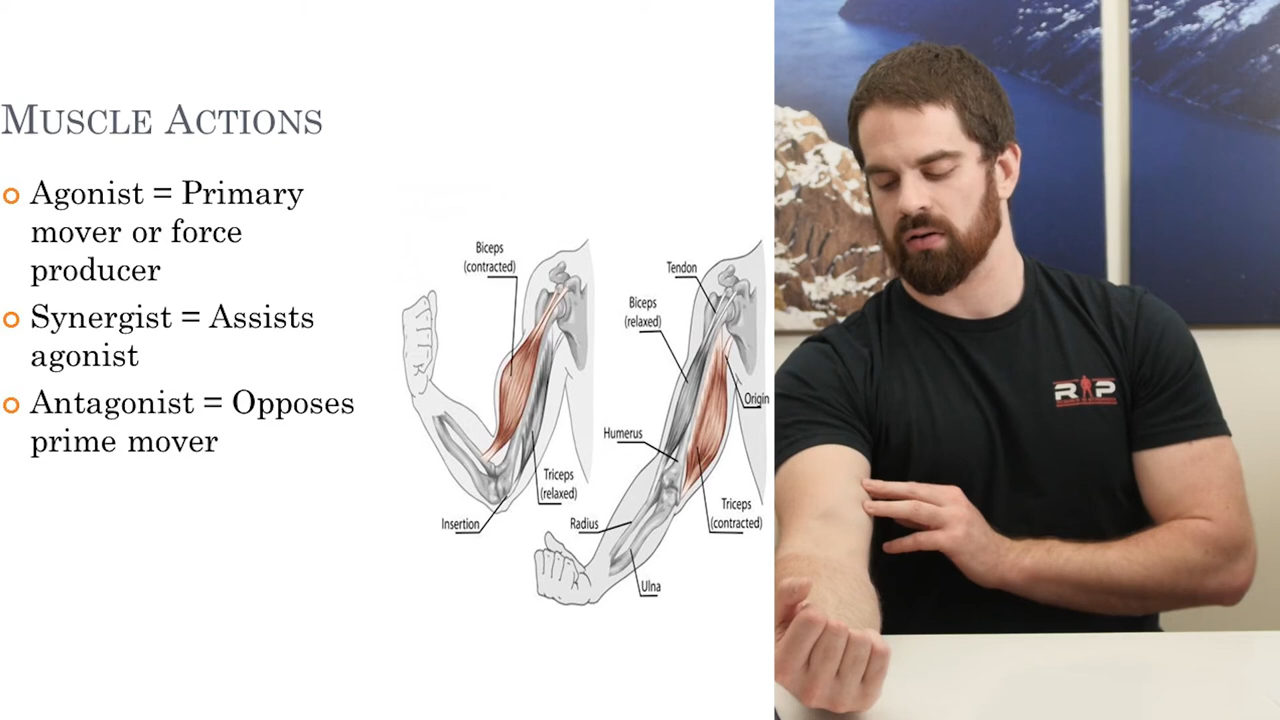 MUSCLE ACTIONS
Agonist = Primary
mover or force
producer
Synergist = Assists
agonist
Antagonist = Opposes
prime mover
Biceps
(contracted)
Triceps
(relaxed)
Insertion
Tendon
Biceps
(relaxed)
Origin
Humerus
Triceps
(contracted)
Radius
Ulna
RP